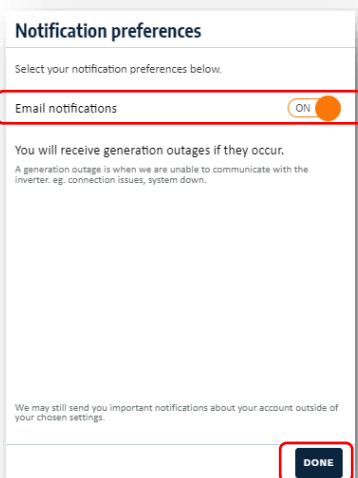 Notification preferences
Select your notification preferences below.
Email notifications
ON
You will receive generation outages if they occur.
A generation outage is when we are unable to communicate with the
inverter. eg. connection issues, system down.
We may still send you important notifications about your account outside of
your chosen settings.
DONE